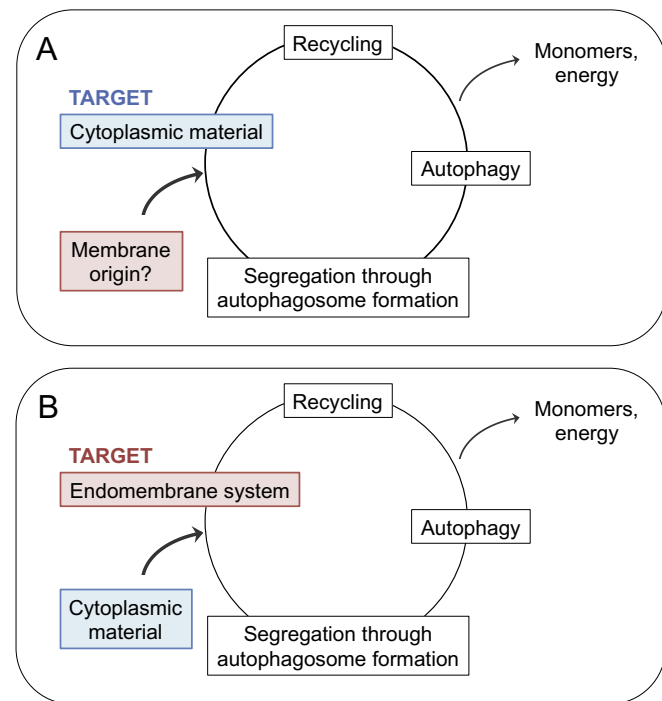 A
Recycling
Monomers,
energy
TARGET
Cytoplasmic material
Autophagy
Membrane
origin?
Segregation through
autophagosome formation
B
Recycling
Monomers,
energy
TARGET
Endomembrane system
Autophagy
Cytoplasmic
material
Segregation through
autophagosome formation